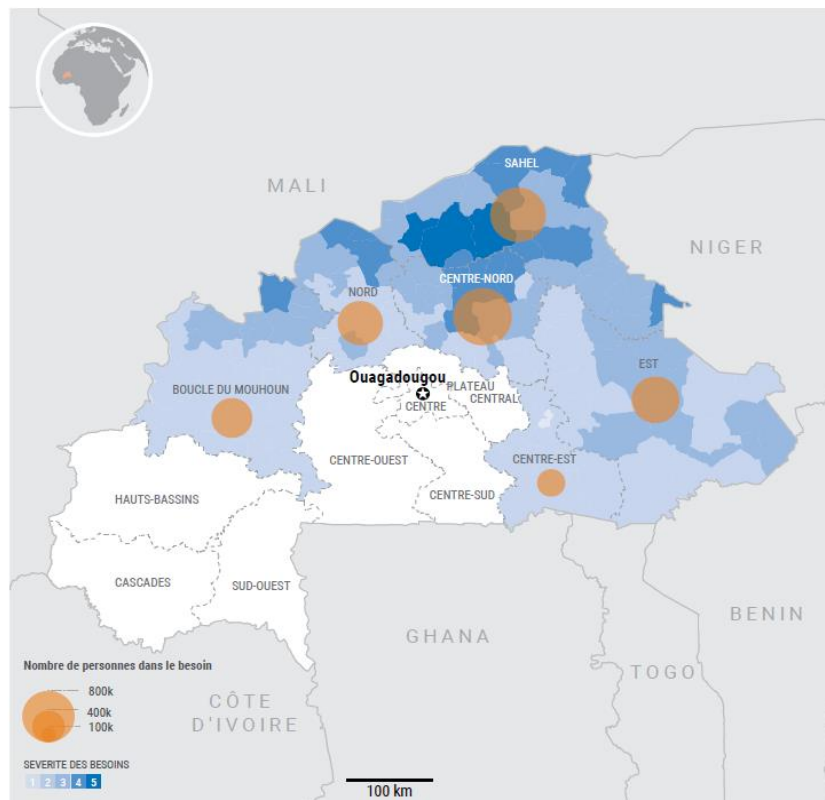 SAHEL
MALI
NIGER
CENTRE-NORD
NORD
EST
Ouagadougou
BOUCLE DU MOUHOUN
PLATEAU
CENTRAL
CENTRE
CENTRE-OUEST
CENTRE-EST
CENTRE-SUD
HAUTS-BASSINS
CASCADES
SUD-OUEST
BENIN
GHANA
TOGO
CÔTE
D'IVOIRE
Nombre de personnes dans le besoin
800k
400k
100k
SEVERITE DES BESOINS
1 2 3 4 5
100 km